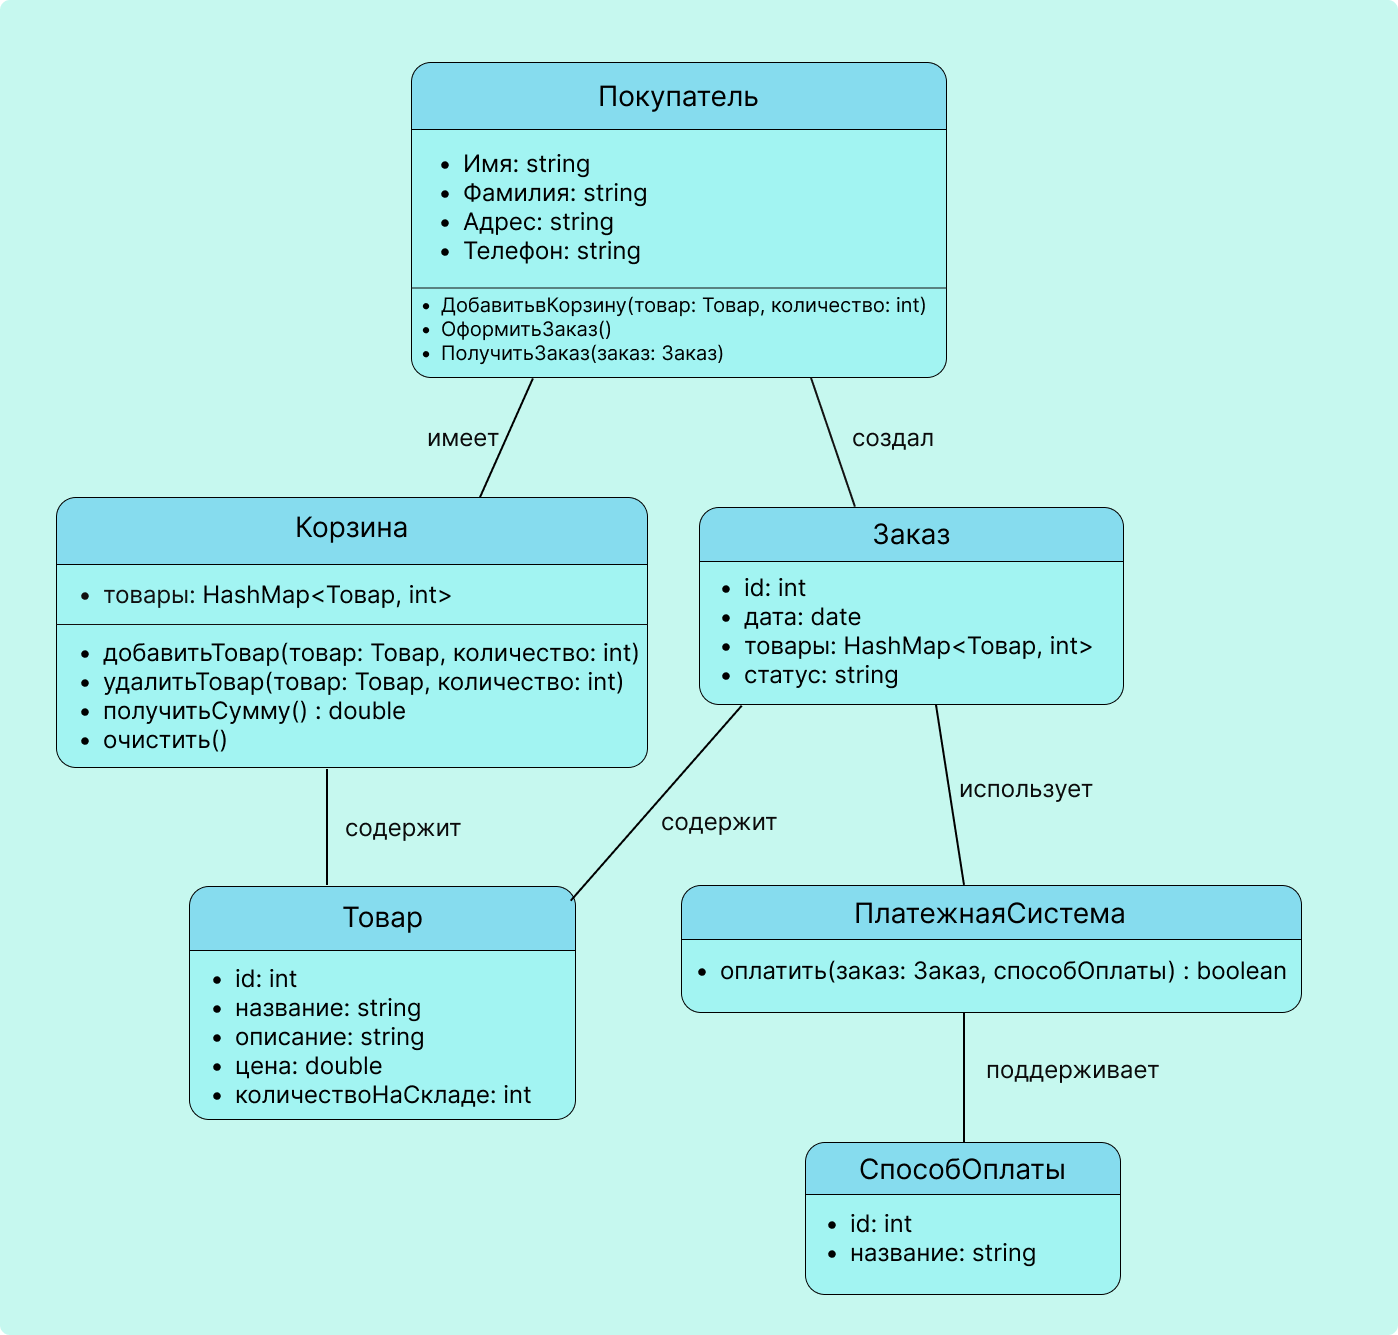 Покупатель
• Имя: string
• Фамилия: string
• Адрес: string
• Телефон: string
• ДобавитьвКорзину(товар: Товар, количество: int)
• ОформитьЗаказ()
• ПолучитьЗаказ(заказ: Заказ)
имеет
создал
Корзина
• товары: HashMap<Товар, int>
• добавитьТовар(товар: Товар, количество: int)
• удалитьТовар(товар: Товар, количество: int)
• получитьСумму() : double
• очистить()
Заказ
• id: int
• дата: date
• товары: HashMap<Товар, int>
• статус: string
содержит
содержит
использует
Товар
• id: int
• название: string
• описание: string
• цена: double
• количествоНаСкладе: int
ПлатежнаяСистема
• оплатить(заказ: Заказ, способОплаты) : boolean
поддерживает
СпособОплаты
• id: int
• название: string